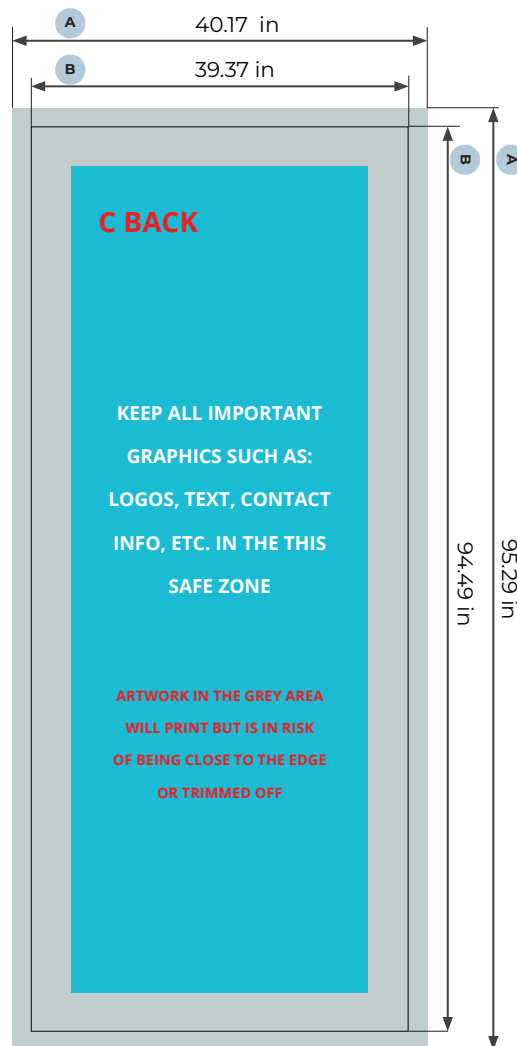 A
40.17 in
B
39.37 in
B
A
C BACK
KEEP ALL IMPORTANT
GRAPHICS SUCH AS:
LOGOS, TEXT, CONTACT
INFO, ETC. IN THE THIS
SAFE ZONE
94.49 in
95.29 in
ARTWORK IN THE GREY AREA
WILL PRINT BUT IS IN RISK
OF BEING CLOSE TO THE EDGE
OR TRIMMED OFF